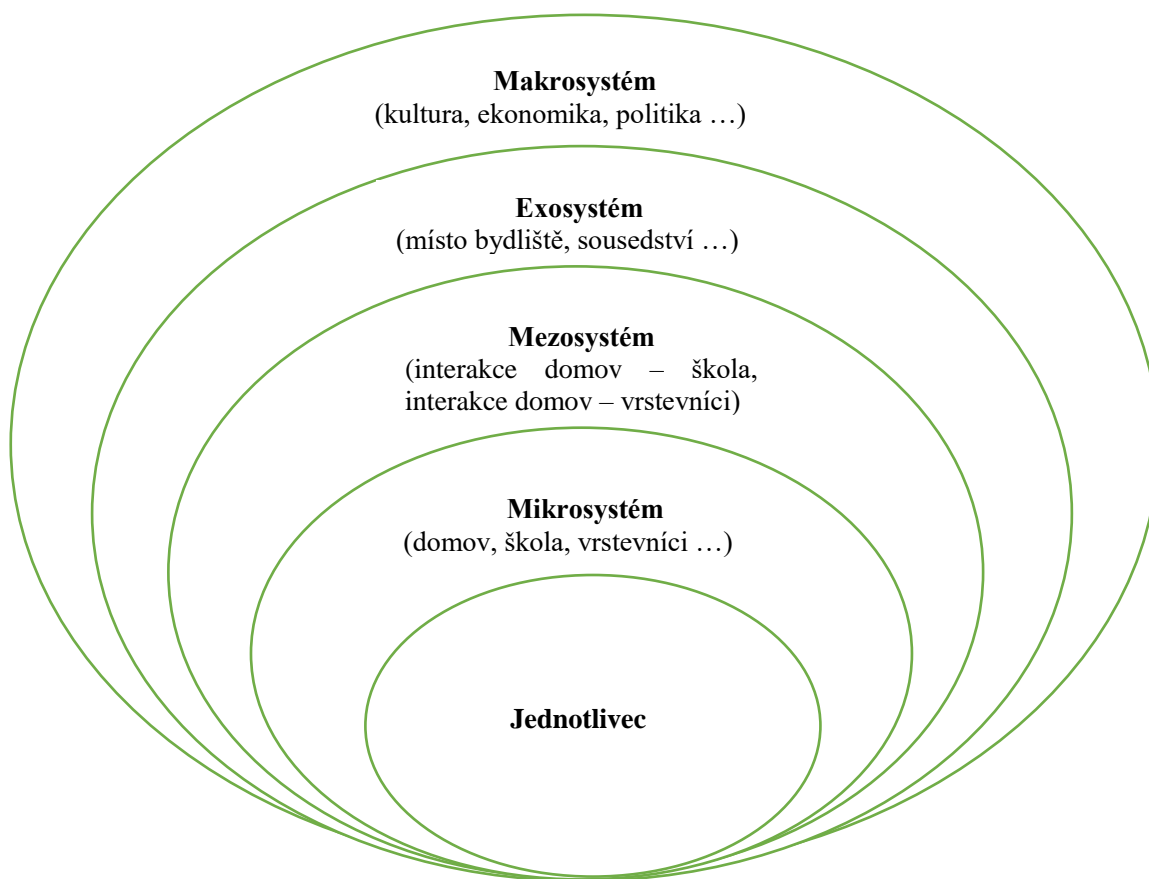 Makrosystém
(kultura, ekonomika, politika …)
Exosystém
(místo bydliště, sousedství …)
Mezosystém
(interakce domov – škola,
interakce domov – vrstevníci)
Mikrosystém
(domov, škola, vrstevníci …)
Jednotlivec